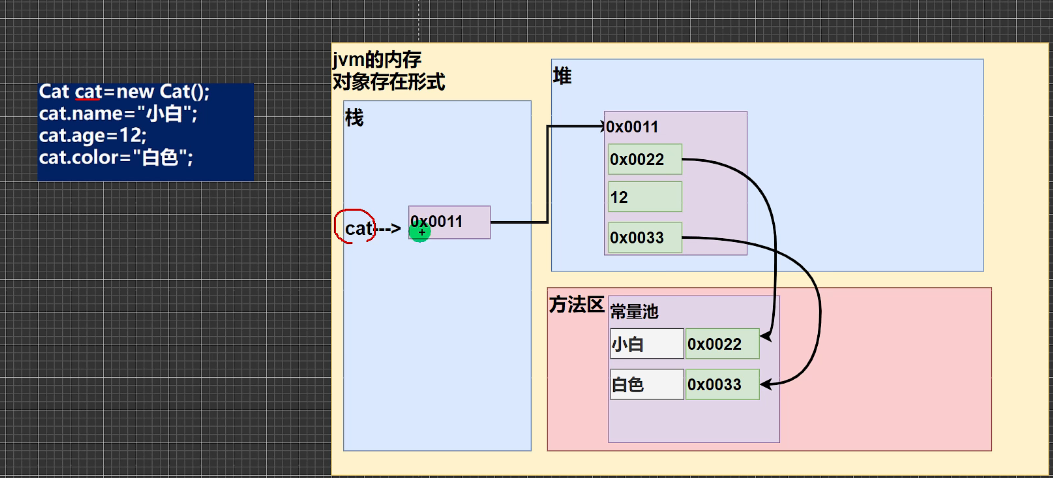 Cat cat=new Cat();
cat.name="小白";
cat.age=12;
cat.color="白色";
jvm的内存
对象存在形式
栈
cat--->
0x0011
堆
0x0011
0x0022
12
0x0033
方法区
常量池
小白
0x0022
白色
0x0033